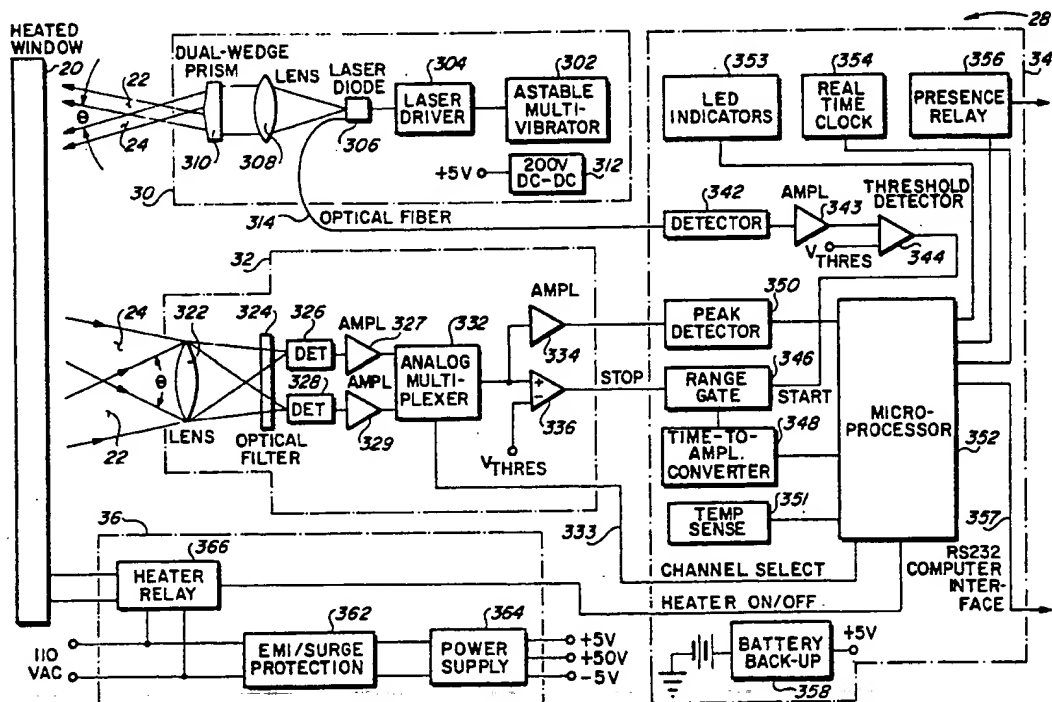 HEATED
WINDOW
20
DUAL-WEDGE
PRISM
22
θ
24
310
LENS
308
LASER
DIODE
306
304
LASER
DRIVER
302
ASTABLE
MULTI-
VIBRATOR
+5V
200V
DC-DC
312
30
314
OPTICAL FIBER
28
34
353
LED
INDICATORS
354
REAL
TIME
CLOCK
356
PRESENCE
RELAY
342
DETECTOR
AMPL
343
THRESHOLD
DETECTOR
VTHRES
344
32
24
322
θ
22
LENS
324
OPTICAL
FILTER
326
DET
328
DET
AMPL
327
AMPL
329
332
ANALOG
MULTI-
PLEXER
AMPL
334
+
-
336
VTHRES
STOP
350
PEAK
DETECTOR
346
RANGE
GATE
START
348
TIME-TO-
AMPL.
CONVERTER
351
TEMP
SENSE
MICRO-
PROCESSOR
352
333
357
CHANNEL SELECT
HEATER ON/OFF
RS232
COMPUTER
INTER-
FACE
36
366
HEATER
RELAY
110
VAC
362
EMI/SURGE
PROTECTION
364
POWER
SUPPLY
+5V
+50V
-5V
BATTERY
BACK-UP
+5V
358